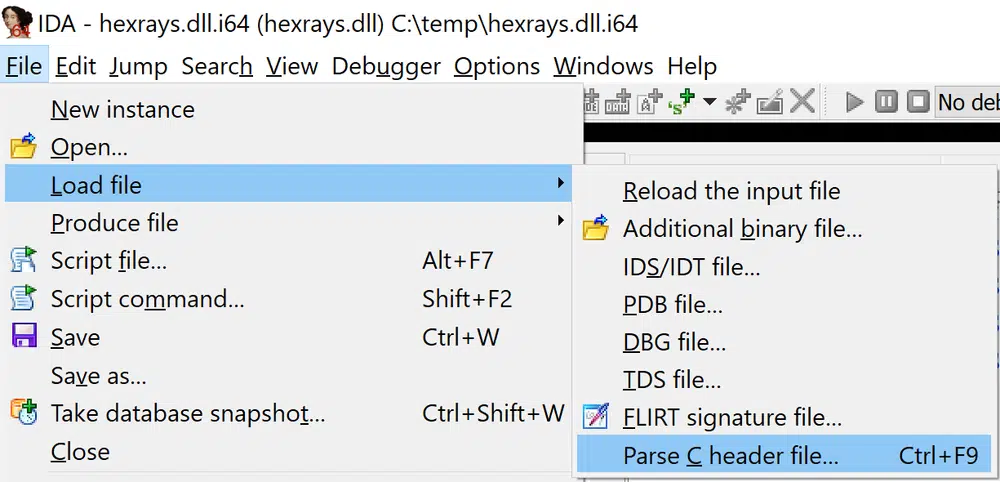 IDA - hexrays.dll.i64 (hexrays.dll) C:\temp\hexrays.dll.i64
File Edit Jump Search View Debugger Options Windows Help
New instance
Open...
Load file
Produce file
Script file... Alt+F7
Script command... Shift+F2
Save Ctrl+W
Save as...
Take database snapshot... Ctrl+Shift+W
Close
No deb
Reload the input file
Additional binary file...
IDS/IDT file...
PDB file...
DBG file...
TDS file...
FLIRT signature file...
Parse C header file... Ctrl+F9